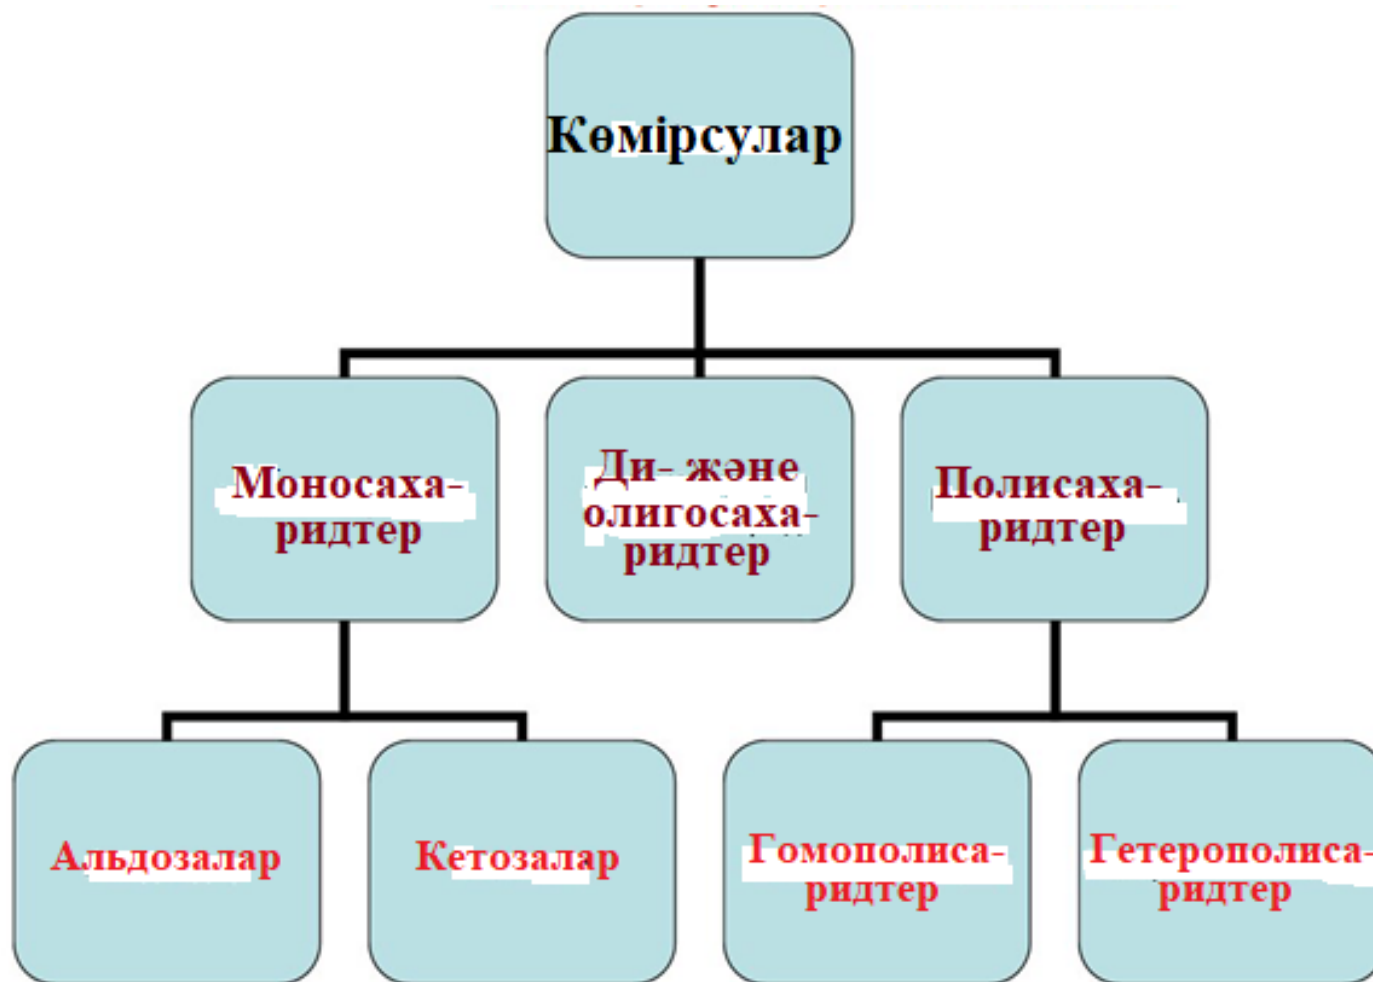 Көмірсулар
Моносаха-
ридтер
Ди- және
олигосаха-
ридтер
Полисаха-
ридтер
Альдозалар
Кетозалар
Гомополиса-
ридтер
Гетерополиса-
ридтер